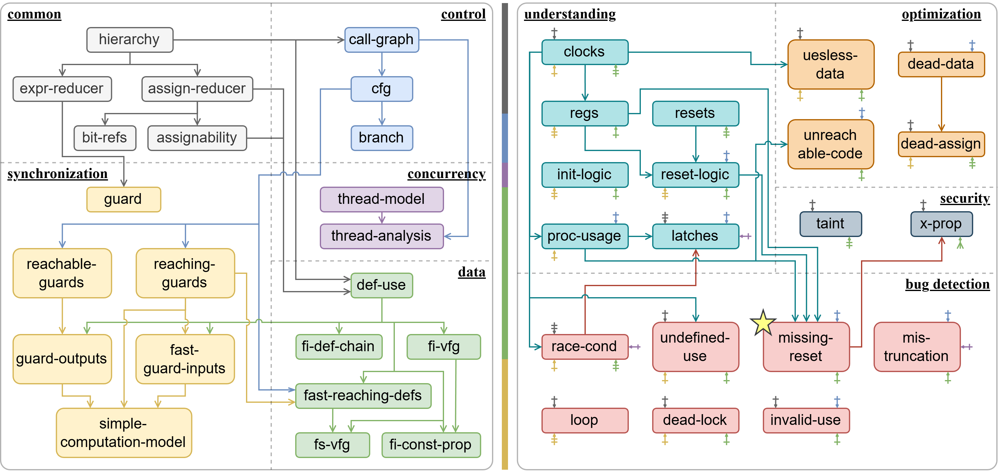 common
control
hierarchy
call-graph
expr-reducer
assign-reducer
cfg
bit-refs
assignability
branch
synchronization
concurrency
guard
thread-model
thread-analysis
reachable-
guards
reaching-
guards
data
def-use
guard-outputs
fast-
guard-inputs
fi-def-chain
fi-vfg
fast-reaching-defs
simple-
computation-model
fs-vfg
fi-const-prop
understanding
optimization
clocks
uesless-
data
dead-data
regs
resets
unreach
able-code
dead-assign
init-logic
reset-logic
security
proc-usage
latches
taint
x-prop
bug detection
race-cond
undefined-
use
missing-
reset
mis-
truncation
loop
dead-lock
invalid-use